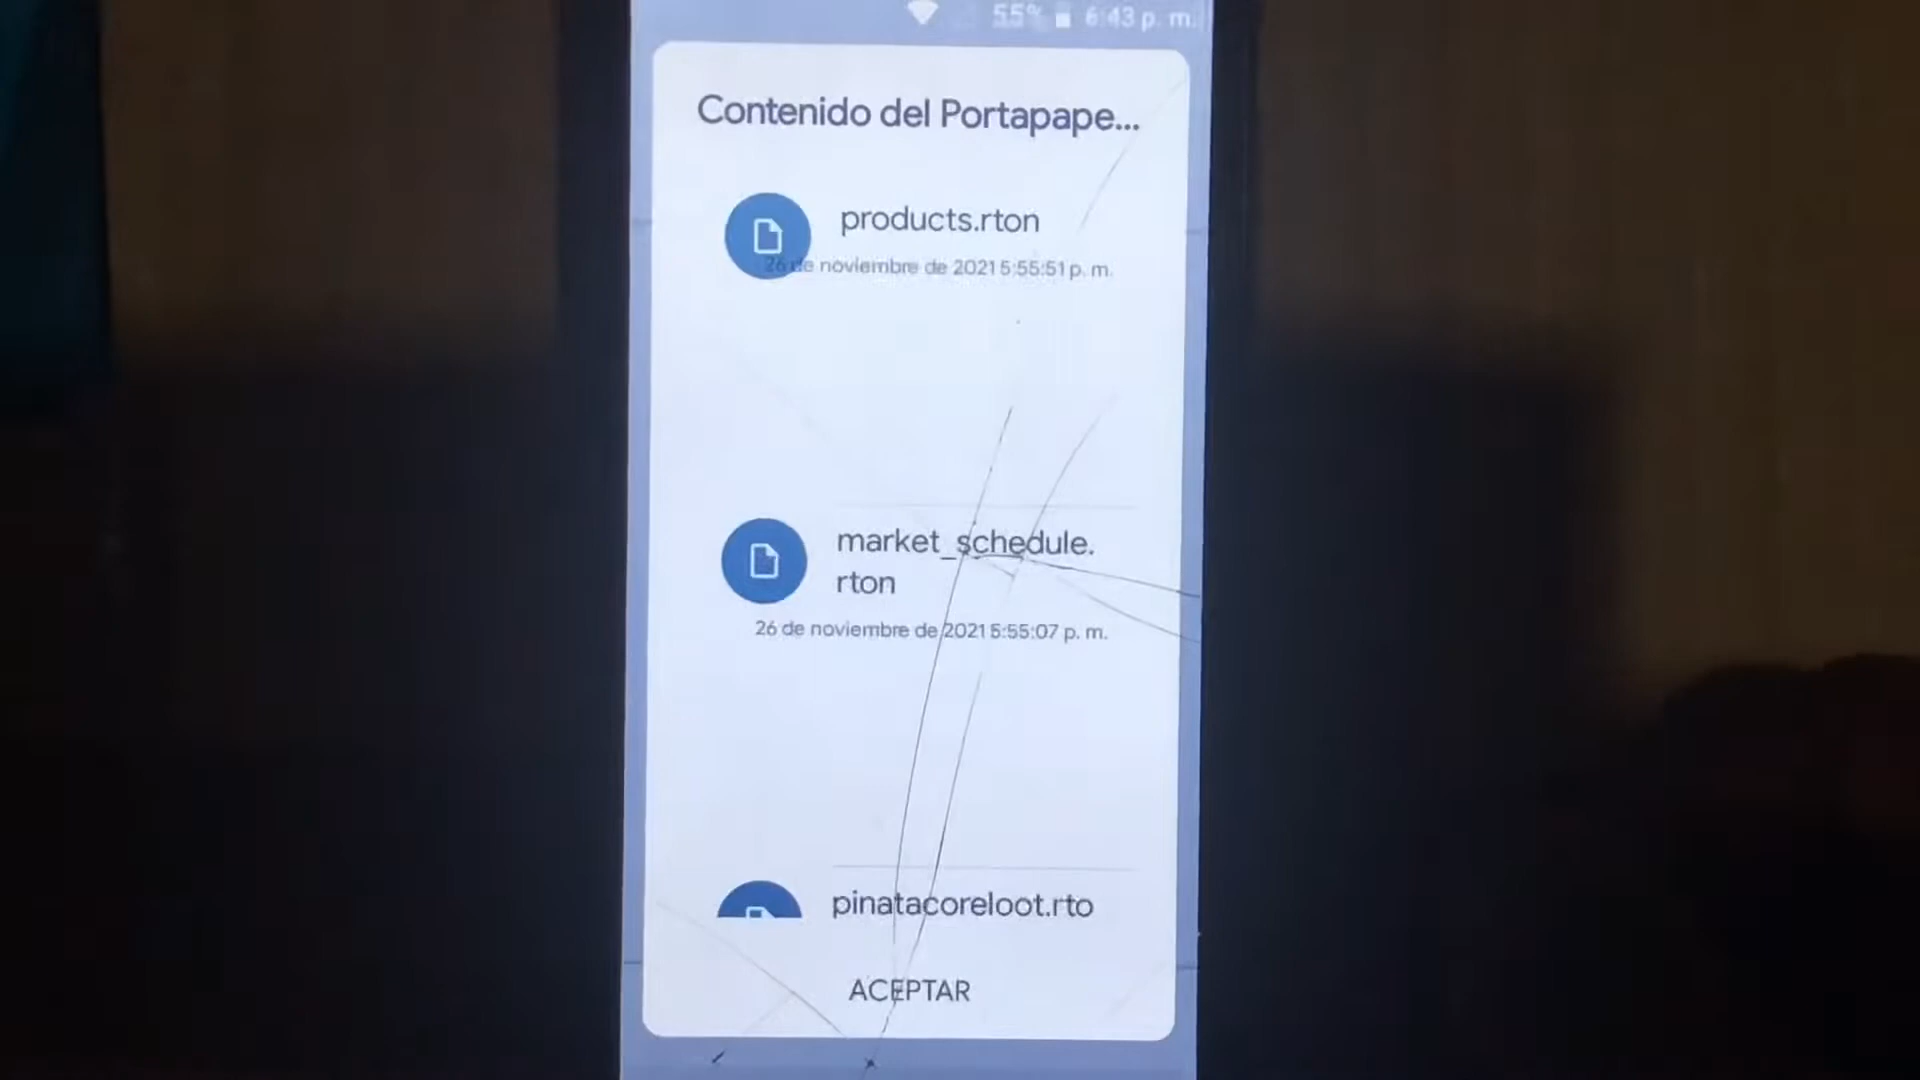 55% 6:43 p. m.
Contenido del Portapape...
products.rton
26 de noviembre de 2021 5:55:51 p. m.
market_schedule.
rton
26 de noviembre de 2021 5:55:07 p. m.
pinatacoreloot.rto
ACEPTAR